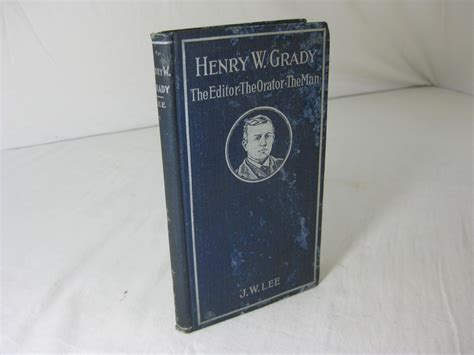 HENRY W. GRADY
The Editor-The Orator-The Man
J. W. LEE
HENRY W.
GRADY
LEE